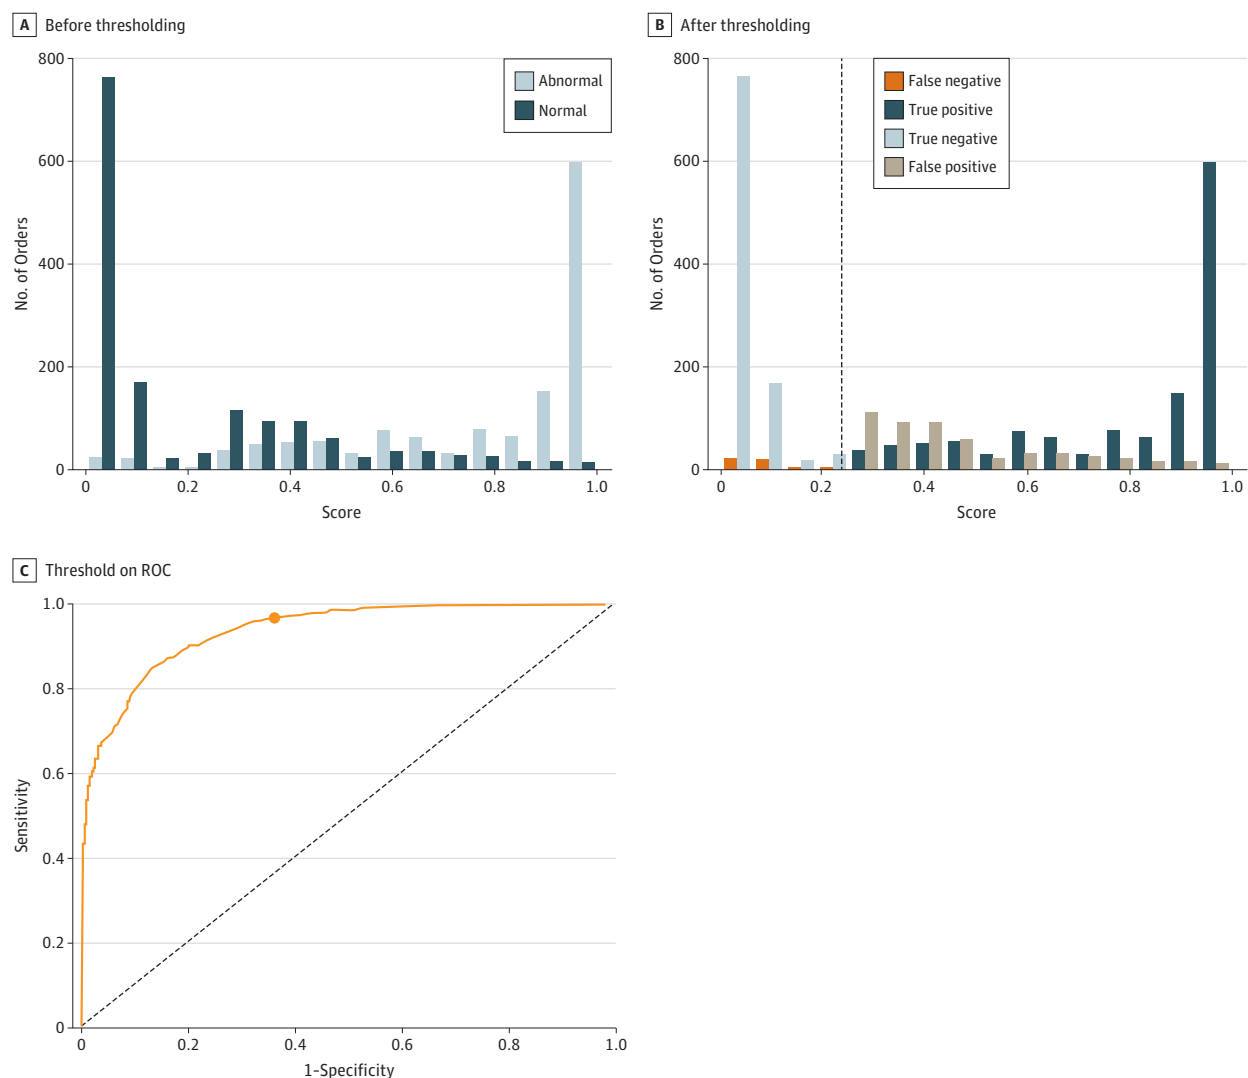 A Before thresholding
800
600
400
200
0
No. of Orders
Abnormal
Normal
0 0.2 0.4 0.6 0.8 1.0
Score
B After thresholding
800
600
400
200
0
No. of Orders
False negative
True positive
True negative
False positive
0 0.2 0.4 0.6 0.8 1.0
Score
C Threshold on ROC
1.0
0.8
0.6
0.4
0.2
0
Sensitivity
0 0.2 0.4 0.6 0.8 1.0
1-Specificity